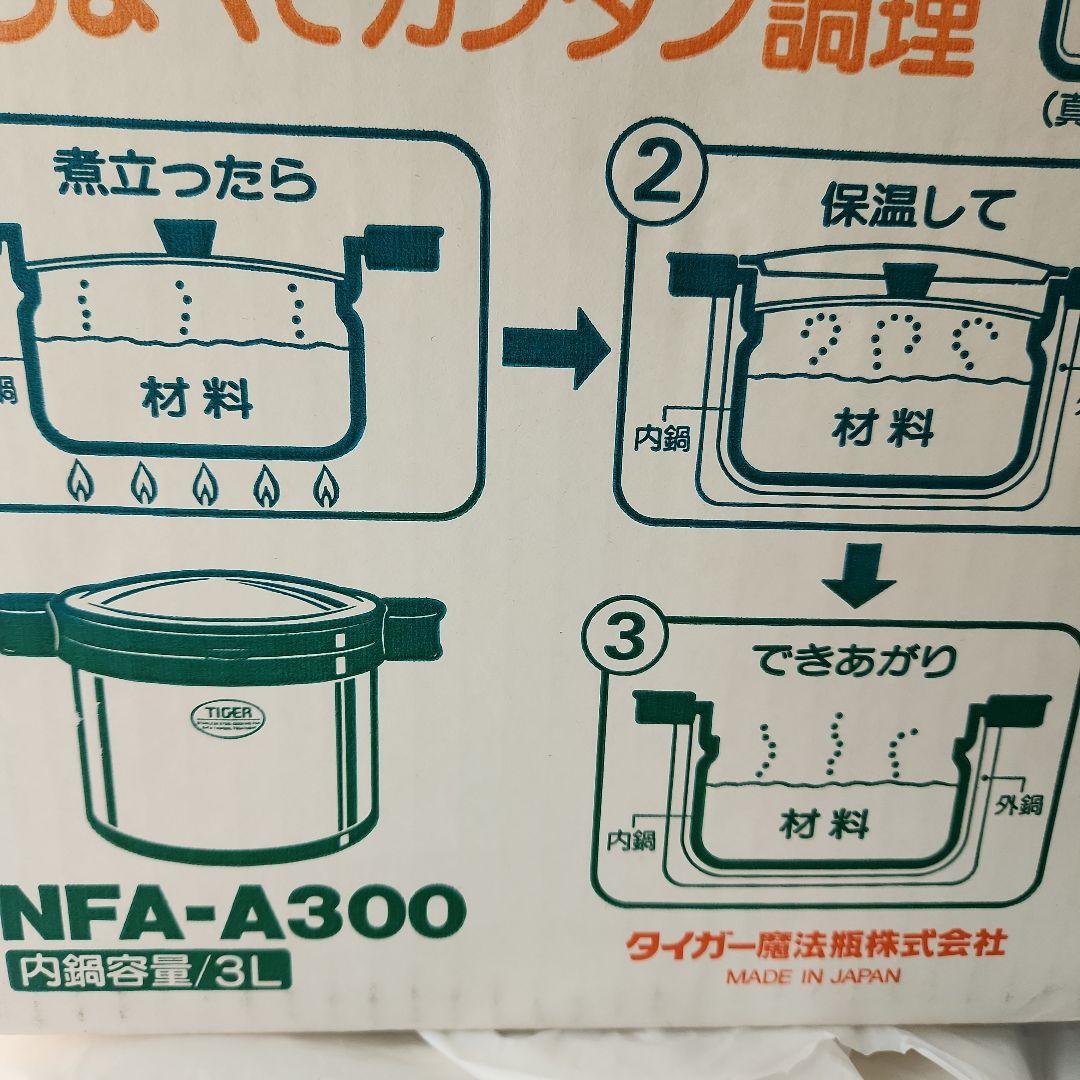 カンタン調理
煮立ったら
材料
鍋
②
保温して
内鍋
材料
③
できあがり
内鍋
材料
外鍋
TIGER
NFA-A300
内鍋容量/3L
タイガー魔法瓶株式会社
MADE IN JAPAN